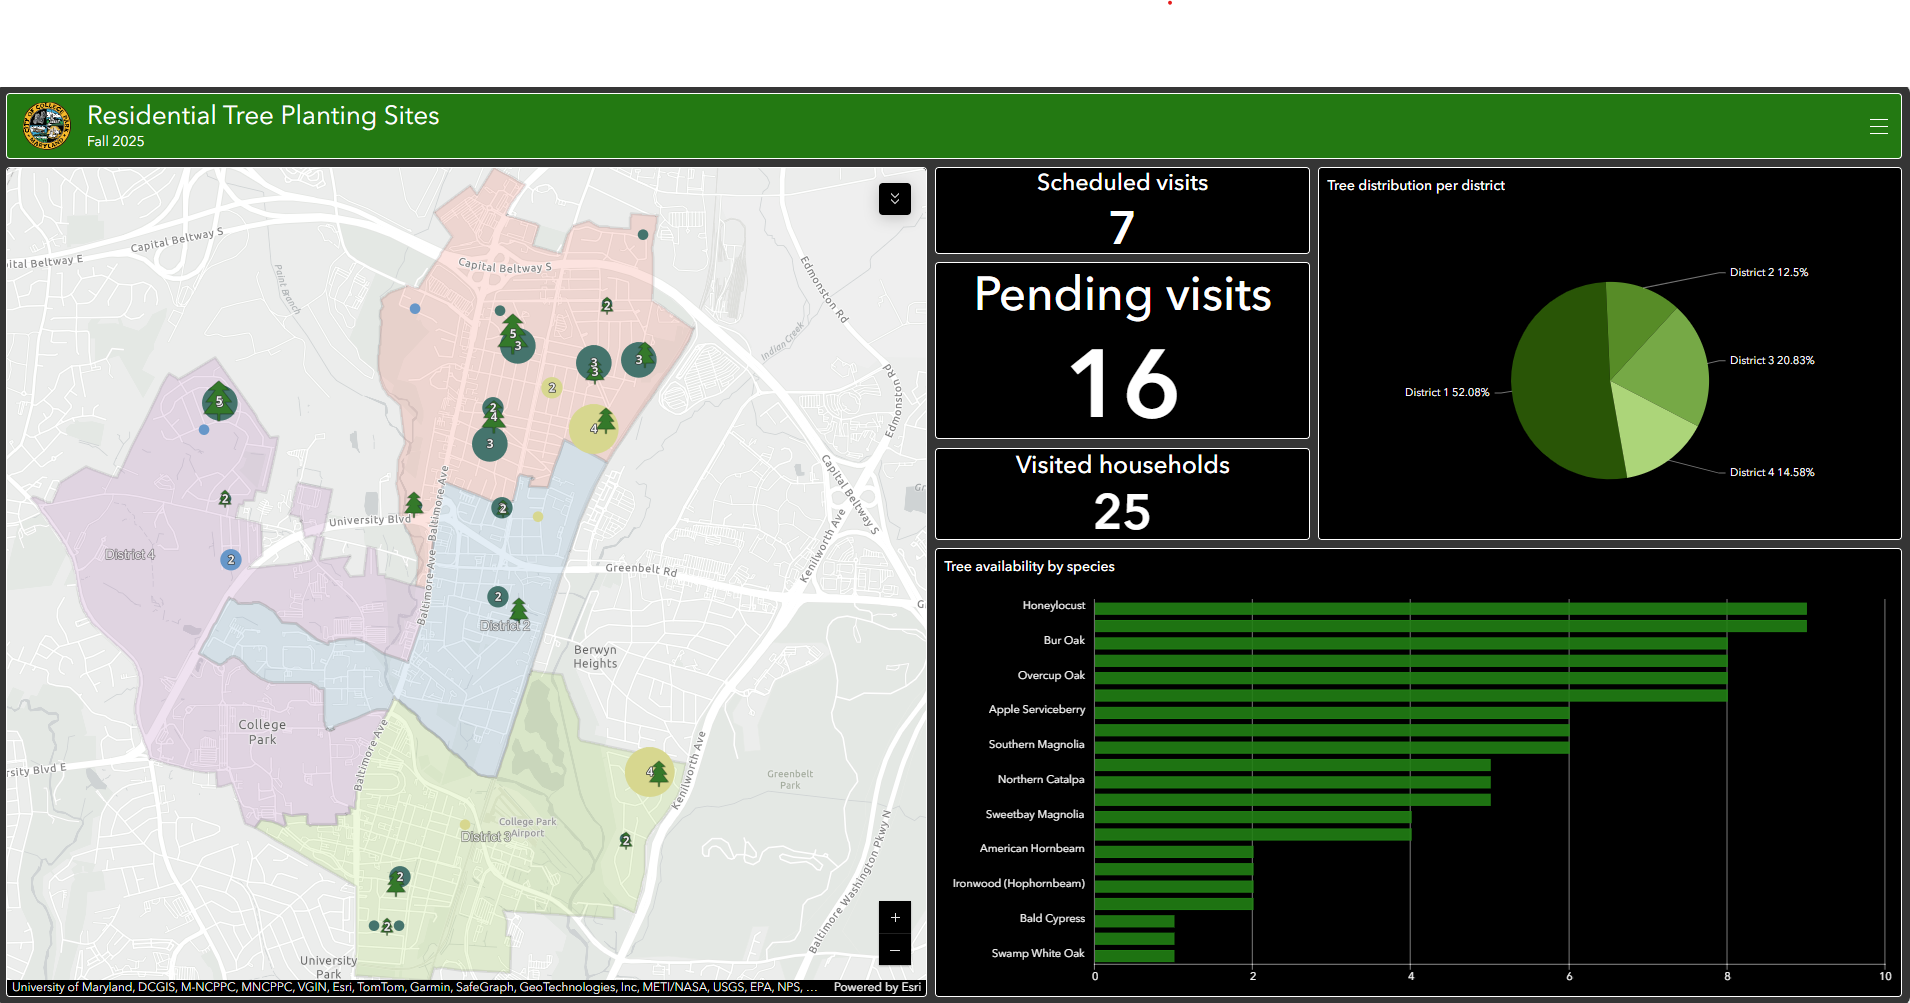 Residential Tree Planting Sites
Fall 2025
Capital Beltway S
ital Beltway E
Paint Branch
Capital Beltway S
Edmonston Rd
Indian Creek
Edmonston Rd
2
5
3
3
3
3
2
5
2
4
4
3
2
2
University Blvd
Baltimore Ave
Baltimore Ave
Capital Beltway S
Kenilworth Ave
District 4
2
Greenbelt Rd
G
2
District 2
Berwyn
Heights
College
Park
Baltimore Ave
rsity Blvd E
4
Kenilworth Ave
Greenbelt
Park
College Park
Airport
District 3
2
2
2
Baltimore Washington Pkwy N
University
Park
+
−
University of Maryland, DCGIS, M-NCPPC, MNCPPC, VGIN, Esri, TomTom, Garmin, SafeGraph, GeoTechnologies, Inc, METI/NASA, USGS, EPA, NPS, ...
Powered by Esri
Scheduled visits
7
Pending visits
16
Visited households
25
Tree distribution per district
District 2 12.5%
District 3 20.83%
District 1 52.08%
District 4 14.58%
Tree availability by species
Honeylocust
Bur Oak
Overcup Oak
Apple Serviceberry
Southern Magnolia
Northern Catalpa
Sweetbay Magnolia
American Hornbeam
Ironwood (Hophornbeam)
Bald Cypress
Swamp White Oak
0 2 4 6 8 10